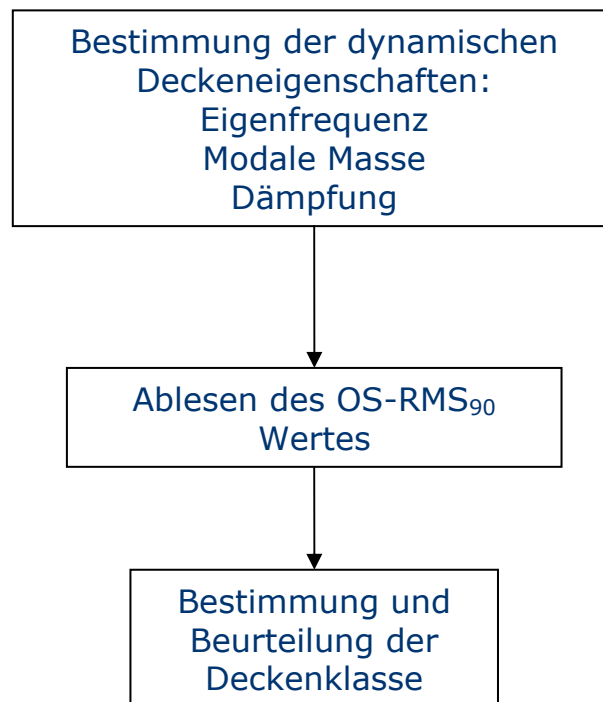 Bestimmung der dynamischen
Deckeneigenschaften:
Eigenfrequenz
Modale Masse
Dämpfung
Ablesen des OS-RMS₉₀
Wertes
Bestimmung und
Beurteilung der
Deckenklasse